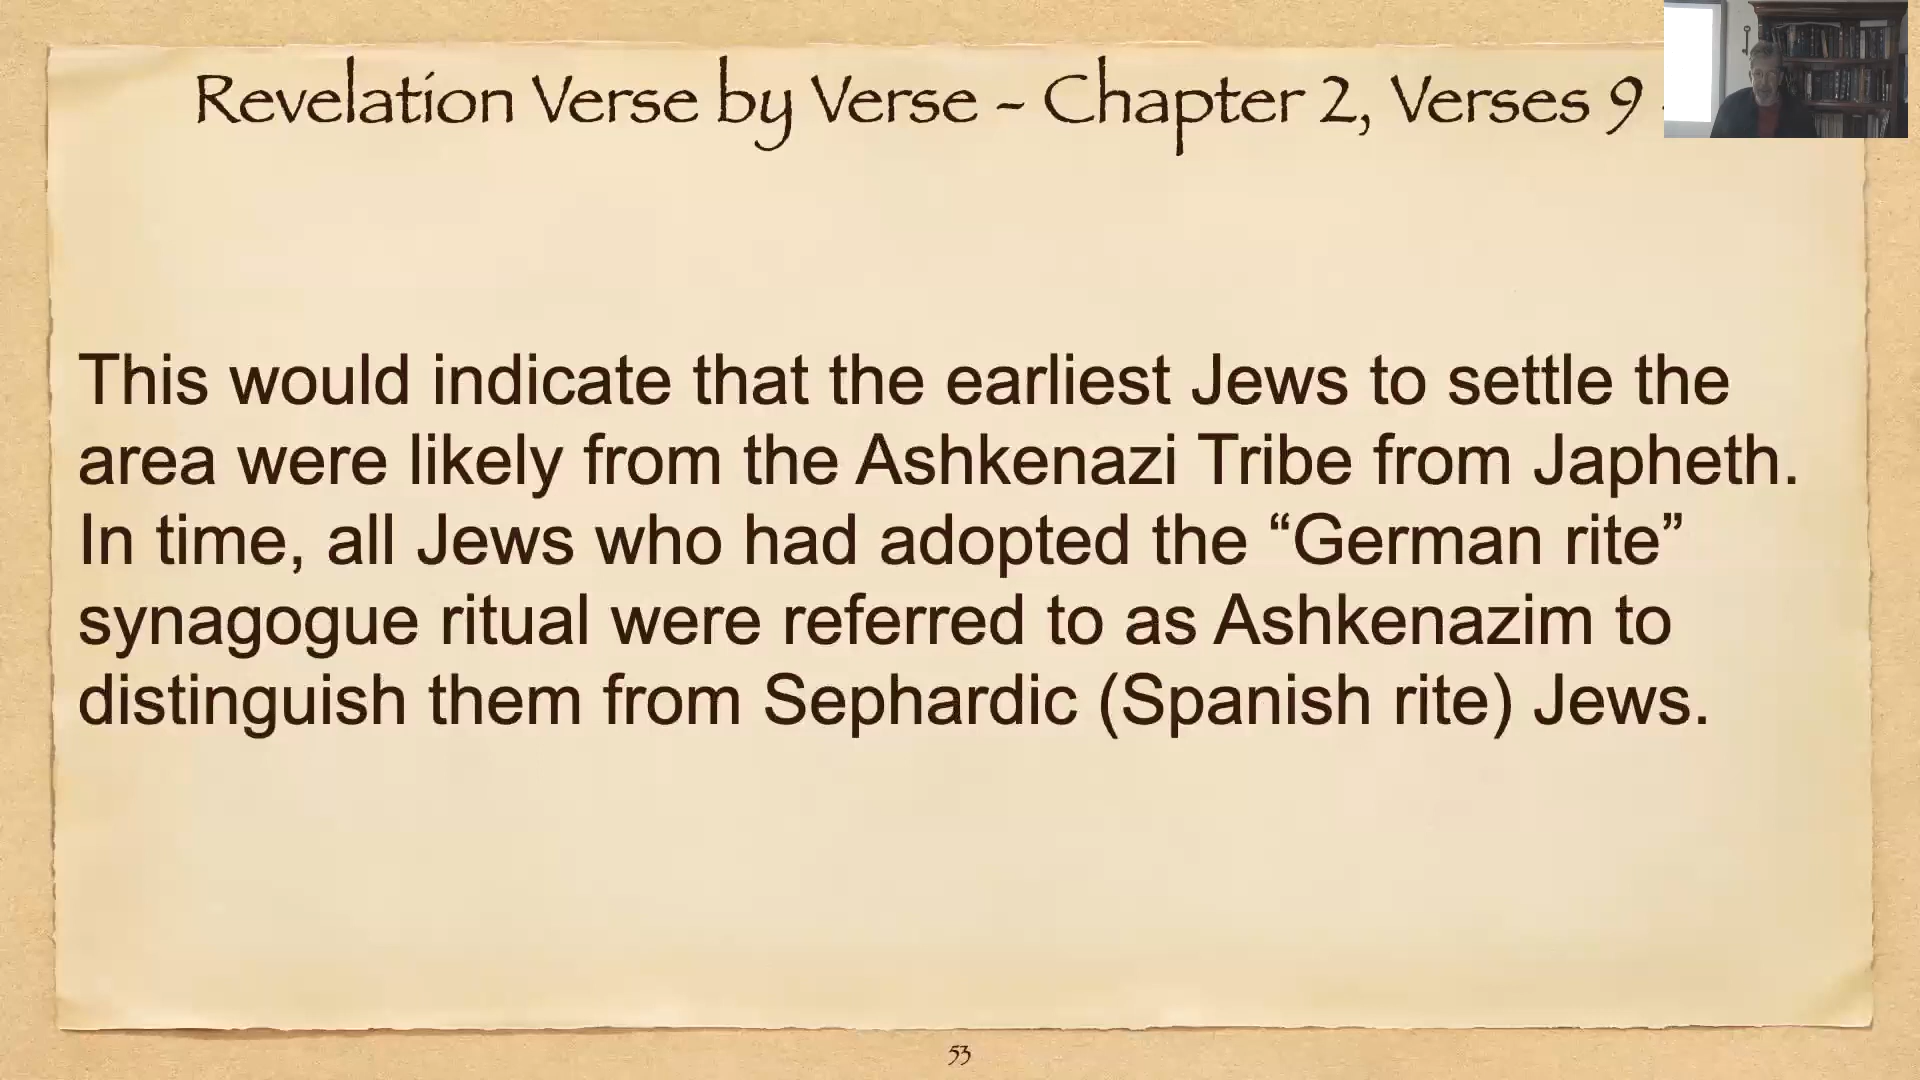 Revelation Verse by Verse - Chapter 2, Verses 9
This would indicate that the earliest Jews to settle the
area were likely from the Ashkenazi Tribe from Japheth.
In time, all Jews who had adopted the “German rite”
synagogue ritual were referred to as Ashkenazim to
distinguish them from Sephardic (Spanish rite) Jews.
53